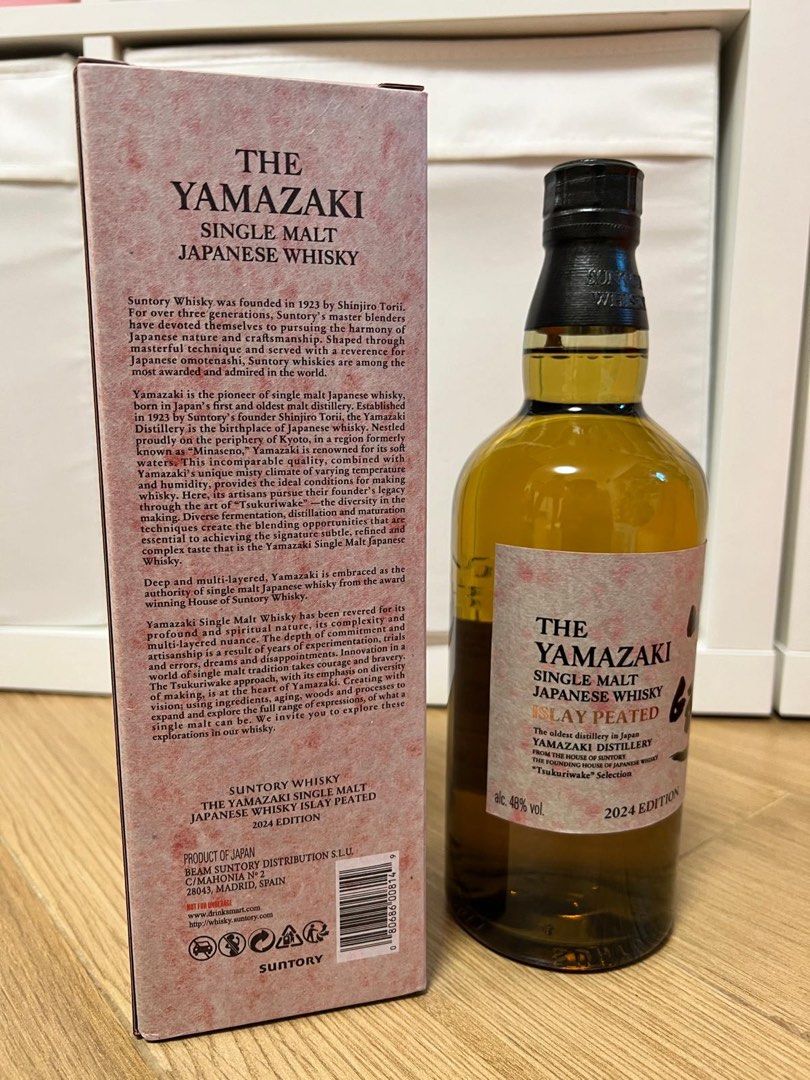 THE
YAMAZAKI
SINGLE MALT
JAPANESE WHISKY
Suntory Whisky was founded in 1923 by Shinjiro Torii.
For over three generations, Suntory's master blenders
have devoted themselves to pursuing the harmony of
Japanese nature and craftsmanship. Shaped through
masterful technique and served with a reverence for
Japanese omotenashi, Suntory whiskies are among the
most awarded and admired in the world.
Yamazaki is the pioneer of single malt Japanese whisky,
born in Japan's first and oldest malt distillery. Established
in 1923 by Suntory's founder Shinjiro Torii, the Yamazaki
Distillery is the birthplace of Japanese whisky. Nestled
proudly on the periphery of Kyoto, in a region formerly
known as "Minaseno," Yamazaki is renowned for its soft
waters. This incomparable quality, combined with
Yamazaki's unique misty climate of varying temperature
and humidity, provides the ideal conditions for making
whisky. Here, its artisans pursue their founder's legacy
through the art of "Tsukuriwake" —the diversity in the
making. Diverse fermentation, distillation and maturation
techniques create the blending opportunities that are
essential to achieving the signature subtle, refined and
complex taste that is the Yamazaki Single Malt Japanese
Whisky.
Deep and multi-layered, Yamazaki is embraced as the
authority of single malt Japanese whisky from the award
winning House of Suntory Whisky.
Yamazaki Single Malt Whisky has been revered for its
profound and spiritual nature, its complexity and
multi-layered nuance. The depth of commitment and
artisanship is a result of years of experimentation, trials
and errors, dreams and disappointments. Innovation in a
world of single malt tradition takes courage and bravery.
The Tsukuriwake approach, with its emphasis on diversity
of making, is at the heart of Yamazaki. Creating with
vision; using ingredients, aging, woods and processes to
expand and explore the full range of expressions, of what a
single malt can be. We invite you to explore these
explorations in our whisky.
SUNTORY WHISKY
THE YAMAZAKI SINGLE MALT
JAPANESE WHISKY ISLAY PEATED
2024 EDITION
PRODUCT OF JAPAN
BEAM SUNTORY DISTRIBUTION S.L.U.
C/MAHONIA Nº 2
28043, MADRID, SPAIN
NOT FOR UNDERAGE
www.drinksmart.com
http://whisky.suntory.com
SUNTORY
0 80686 00814 9
SUNTORY
WHISKY
THE
YAMAZAKI
SINGLE MALT
JAPANESE WHISKY
ISLAY PEATED
The oldest distillery in Japan
YAMAZAKI DISTILLERY
FROM THE HOUSE OF SUNTORY
THE FOUNDING HOUSE OF JAPANESE WHISKY
"Tsukuriwake" Selection
alc. 48% vol.
2024 EDITION